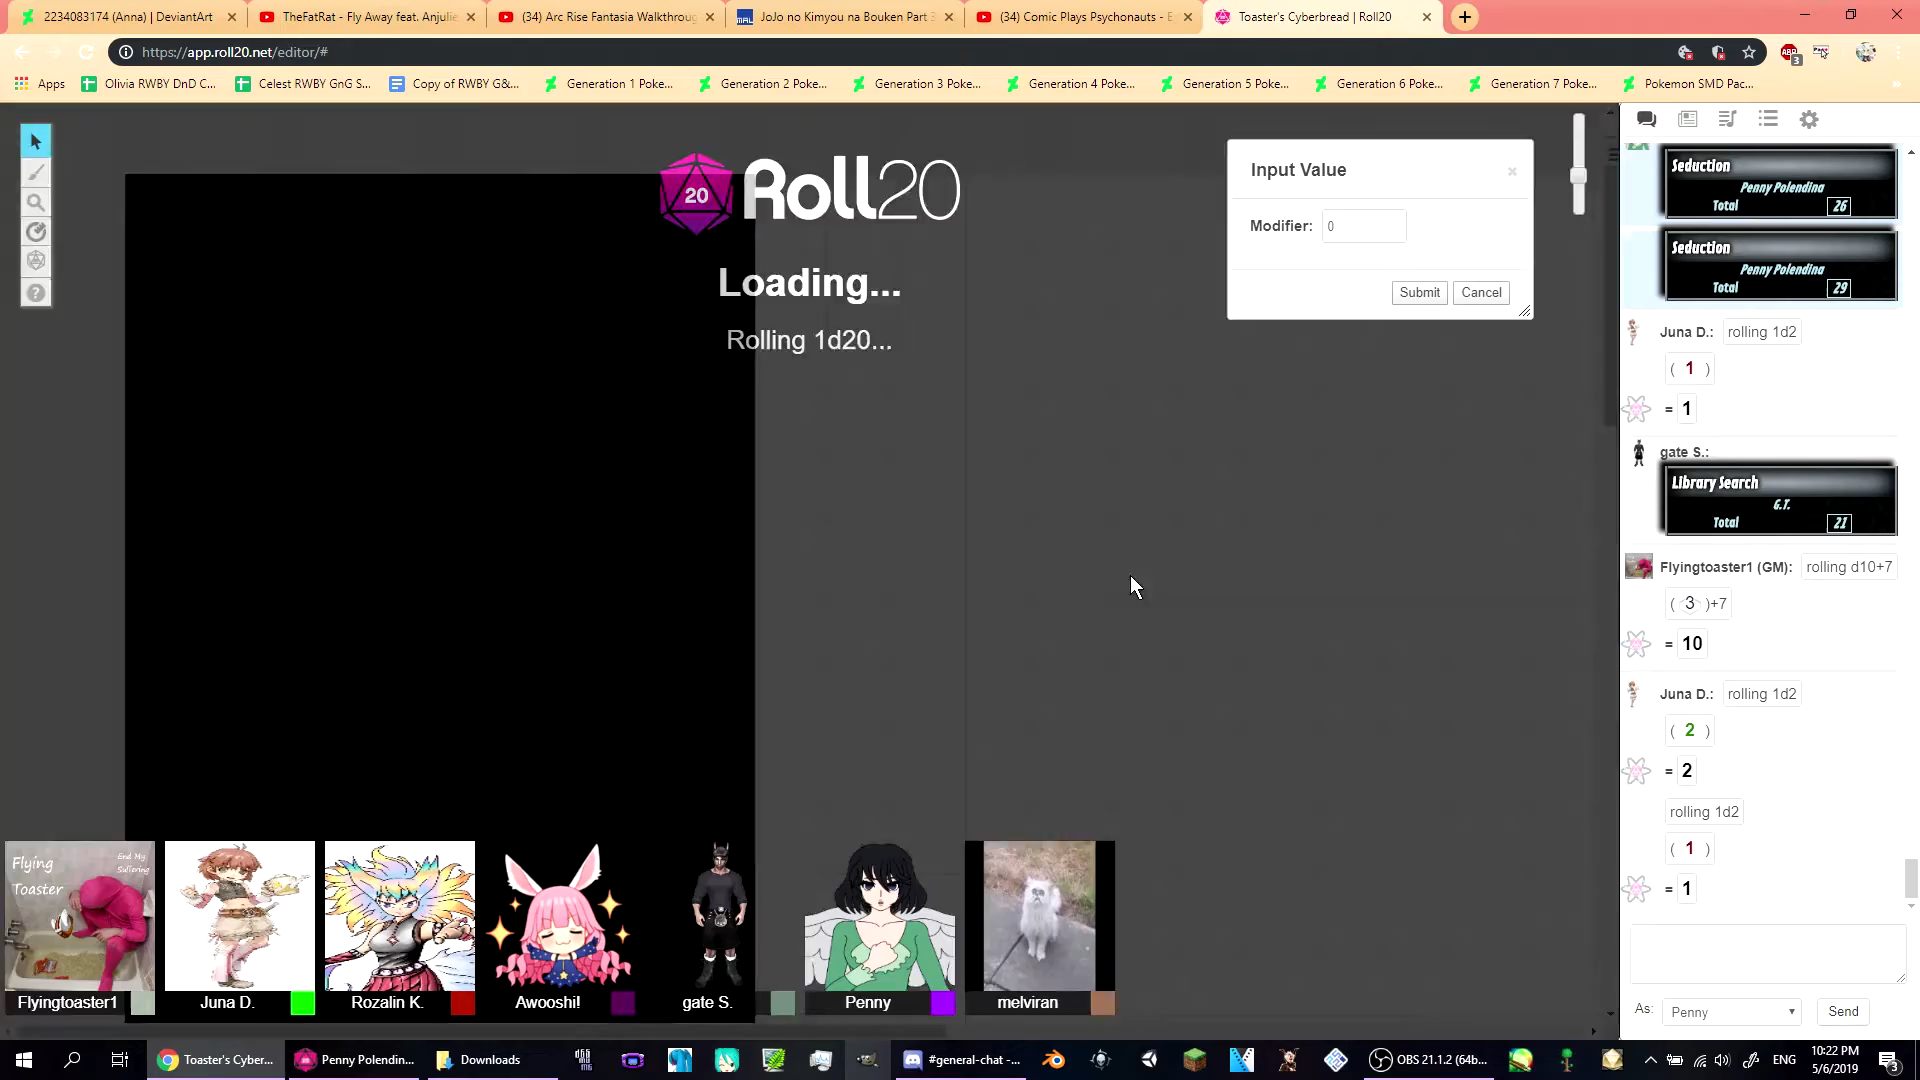 2234083174 (Anna) | DeviantArt
TheFatRat - Fly Away feat. Anjulie
(34) Arc Rise Fantasia Walkthroug
MAL
JoJo no Kimyou na Bouken Part 3
(34) Comic Plays Psychonauts - E
Toaster's Cyberbread | Roll20
https://app.roll20.net/editor/#
3
Apps
Olivia RWBY DnD C...
Celest RWBY GnG S...
Copy of RWBY G&...
Generation 1 Poke...
Generation 2 Poke...
Generation 3 Poke...
Generation 4 Poke...
Generation 5 Poke...
Generation 6 Poke...
Generation 7 Poke...
Pokemon SMD Pac...
20
Roll20
Loading...
Rolling 1d20...
Input Value
Modifier: 0
Submit
Cancel
Seduction
Penny Polendina
Total 26
Seduction
Penny Polendina
Total 29
Juna D.: rolling 1d2
( 1 )
= 1
gate S.:
Library Search
G.T.
Total 21
Flyingtoaster1 (GM): rolling d10+7
( 3 )+7
= 10
Juna D.: rolling 1d2
( 2 )
= 2
rolling 1d2
( 1 )
= 1
As: Penny
Send
Flying
Toaster
End My
Suffering
Flyingtoaster1
Juna D.
Rozalin K.
Awooshi!
gate S.
Penny
melviran
Toaster's Cyber...
Penny Polendin...
Downloads
#general-chat -...
OBS 21.1.2 (64b...
ENG
10:22 PM
5/6/2019
3